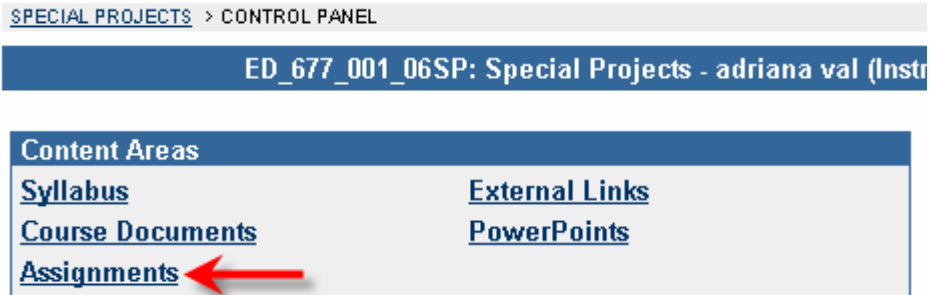 SPECIAL PROJECTS > CONTROL PANEL
ED_677_001_06SP: Special Projects - adriana val (Instr
Content Areas
Syllabus External Links
Course Documents PowerPoints
Assignments